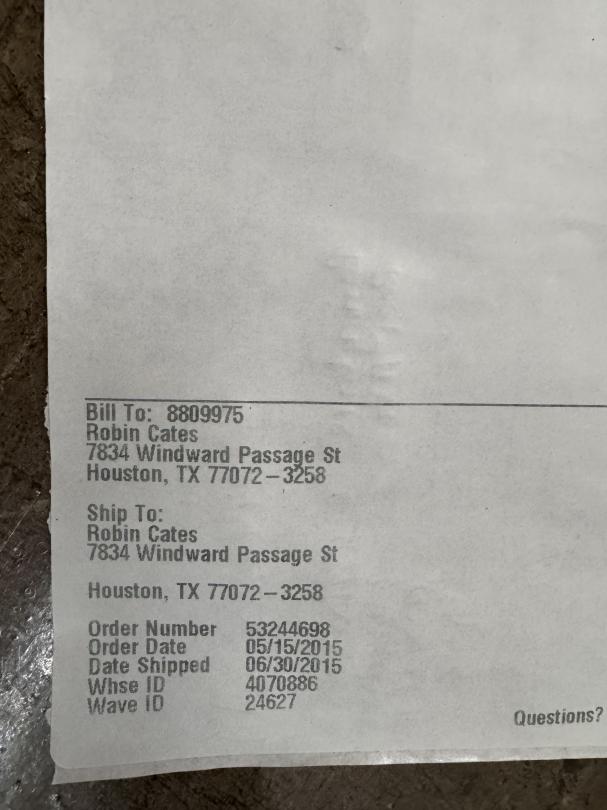 Bill To: 8809975
Robin Cates
7834 Windward Passage St
Houston, TX 77072-3258
Ship To:
Robin Cates
7834 Windward Passage St
Houston, TX 77072-3258
Order Number 53244698
Order Date 05/15/2015
Date Shipped 06/30/2015
Whse ID 4070886
Wave ID 24627
Questions?